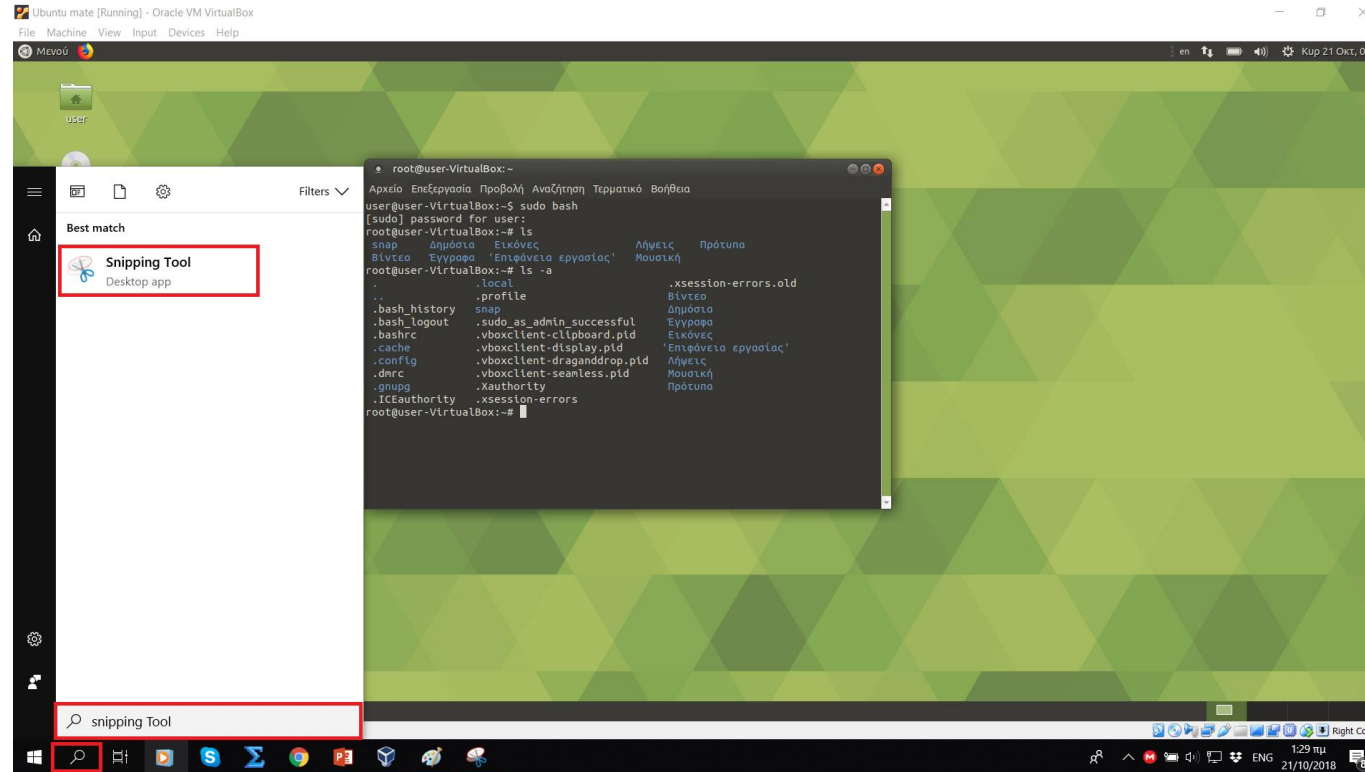 Ubuntu mate [Running] - Oracle VM VirtualBox
File Machine View Input Devices Help
Μενού
en Κυρ 21 Οκτ, 0
user
Filters
Best match
Snipping Tool
Desktop app
root@user-VirtualBox: ~
Αρχείο Επεξεργασία Προβολή Αναζήτηση Τερματικό Βοήθεια
user@user-VirtualBox:~$ sudo bash
[sudo] password for user:
root@user-VirtualBox:~# ls
snap Δημόσια Εικόνες Λήψεις Πρότυπα
Βίντεο Έγγραφα 'Επιφάνεια εργασίας' Μουσική
root@user-VirtualBox:~# ls -a
. .local .xsession-errors.old
.. .profile Βίντεο
.bash_history snap Δημόσια
.bash_logout .sudo_as_admin_successful Έγγραφα
.bashrc .vboxclient-clipboard.pid Εικόνες
.cache .vboxclient-display.pid 'Επιφάνεια εργασίας'
.config .vboxclient-draganddrop.pid Λήψεις
.dmrc .vboxclient-seamless.pid Μουσική
.gnupg .Xauthority Πρότυπα
.ICEauthority .xsession-errors
root@user-VirtualBox:~#
snipping Tool
Right Co
ENG
1:29 πμ
21/10/2018